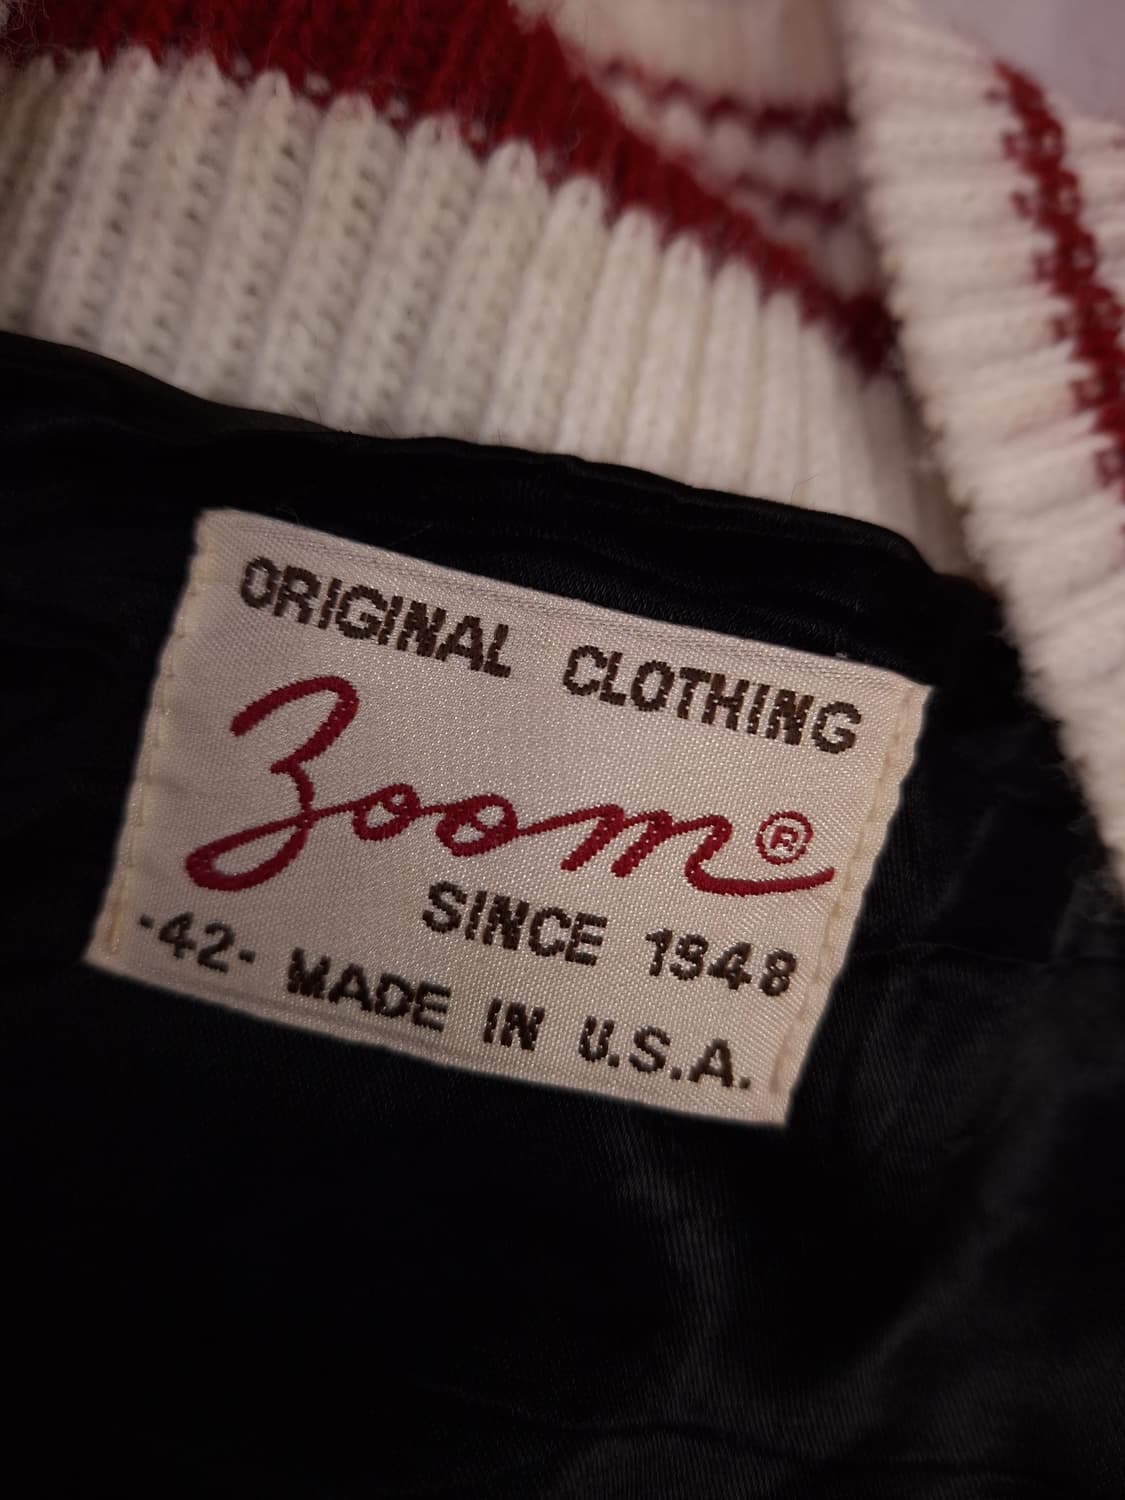 ORIGINAL CLOTHING
Zoom®
SINCE 1948
-42- MADE IN U.S.A.